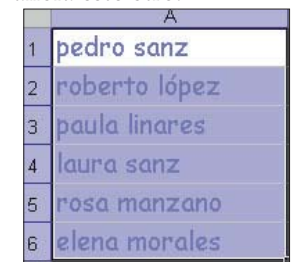 A
1 pedro sanz
2 roberto lópez
3 paula linares
4 laura sanz
5 rosa manzano
6 elena morales